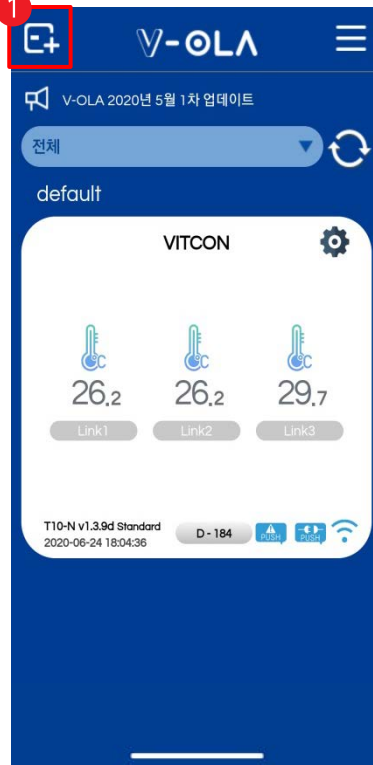 1
V-OLA
V-OLA 2020년 5월 1차 업데이트
전체
default
VITCON
C C C
26.2 26.2 29.7
Link1 Link2 Link3
T10-N v1.3.9d Standard
2020-06-24 18:04:36
D - 184
PUSH PUSH